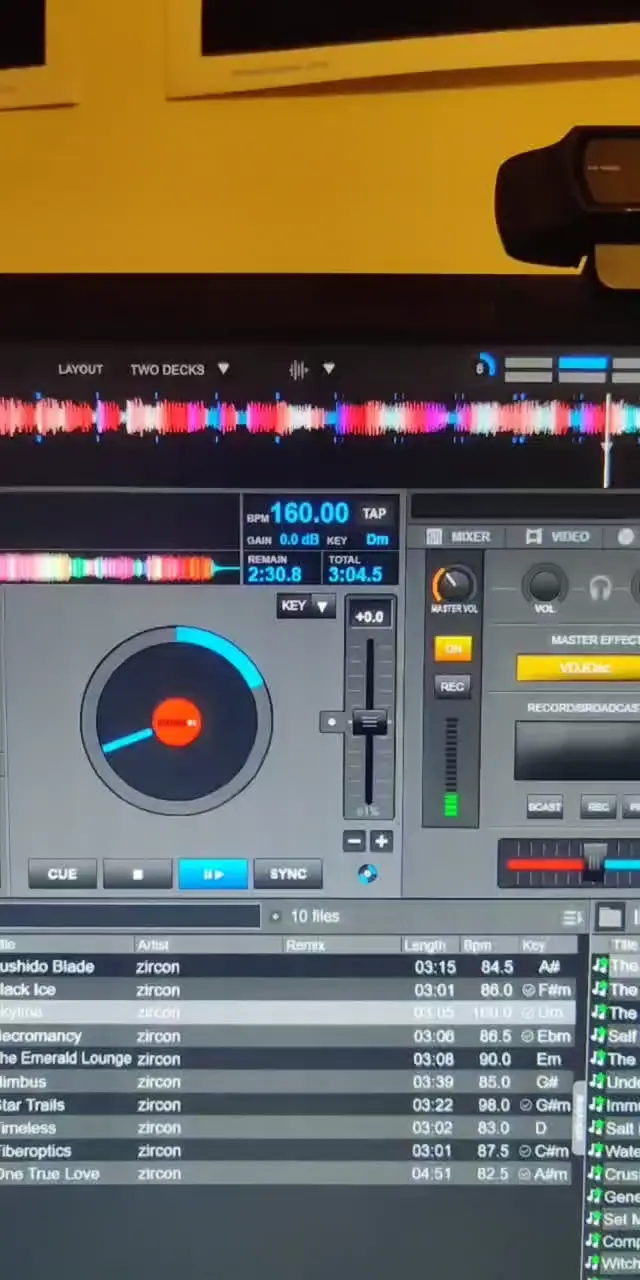 LAYOUT TWO DECKS
6
BPM 160.00 TAP
GAIN 0.0 dB KEY Dm
REMAIN TOTAL
2:30.8 3:04.5
MIXER VIDEO
KEY
+0.0
MASTER VOL
VOL
ON
REC
MASTER EFFECT
RECORD/BROADCAST
BCAST REC
CUE SYNC
10 files
Artist Remix Length Bpm Key
ushido Blade zircon 03:15 84.5 A#
lack Ice zircon 03:01 86.0 F#m
kyline zircon 03:05 160.0 Dm
ecromancy zircon 03:06 86.5 Ebm
he Emerald Lounge zircon 03:08 90.0 Em
imbus zircon 03:39 85.0 G#
tar Trails zircon 03:22 98.0 G#m
imeless zircon 03:02 83.0 D
iberoptics zircon 03:01 87.5 C#m
One True Love zircon 04:51 82.5 A#m
Title
The
The
The
Self
The
Unde
Imm
Salt
Wate
Crus
Gene
Sel M
Comp
Witch